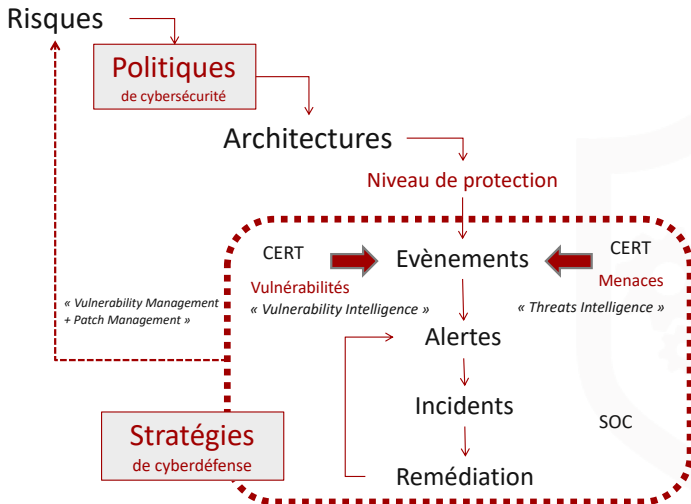 Risques
Politiques
de cybersécurité
Architectures
Niveau de protection
CERT
Evènements
CERT
Vulnérabilités
Menaces
« Vulnerability Management
+ Patch Management »
« Vulnerability Intelligence »
« Threats Intelligence »
Alertes
Incidents
SOC
Stratégies
de cyberdéfense
Remédiation